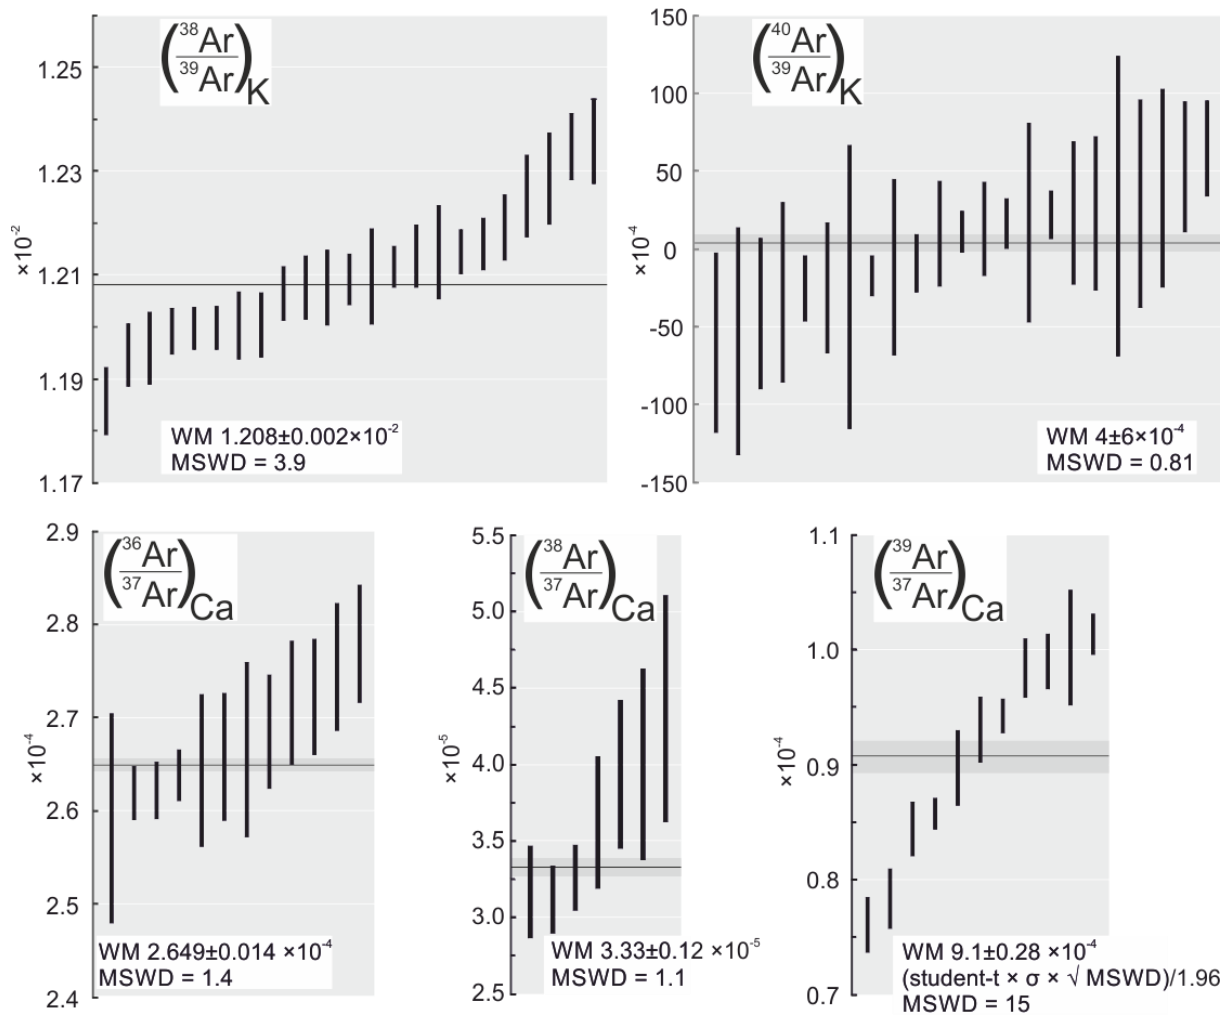 (38Ar/39Ar)K
1.25
1.23
1.21
1.19
1.17
×10-2
WM 1.208±0.002×10-2
MSWD = 3.9
(40Ar/39Ar)K
150
100
50
0
-50
-100
-150
×10-4
WM 4±6×10-4
MSWD = 0.81
(36Ar/37Ar)Ca
2.9
2.8
2.7
2.6
2.5
2.4
×10-4
WM 2.649±0.014 ×10-4
MSWD = 1.4
(38Ar/37Ar)Ca
5.5
5.0
4.5
4.0
3.5
3.0
2.5
×10-5
WM 3.33±0.12 ×10-5
MSWD = 1.1
(39Ar/37Ar)Ca
1.1
1.0
0.9
0.8
0.7
×10-4
WM 9.1±0.28 ×10-4
(student-t × σ × √ MSWD)/1.96
MSWD = 15